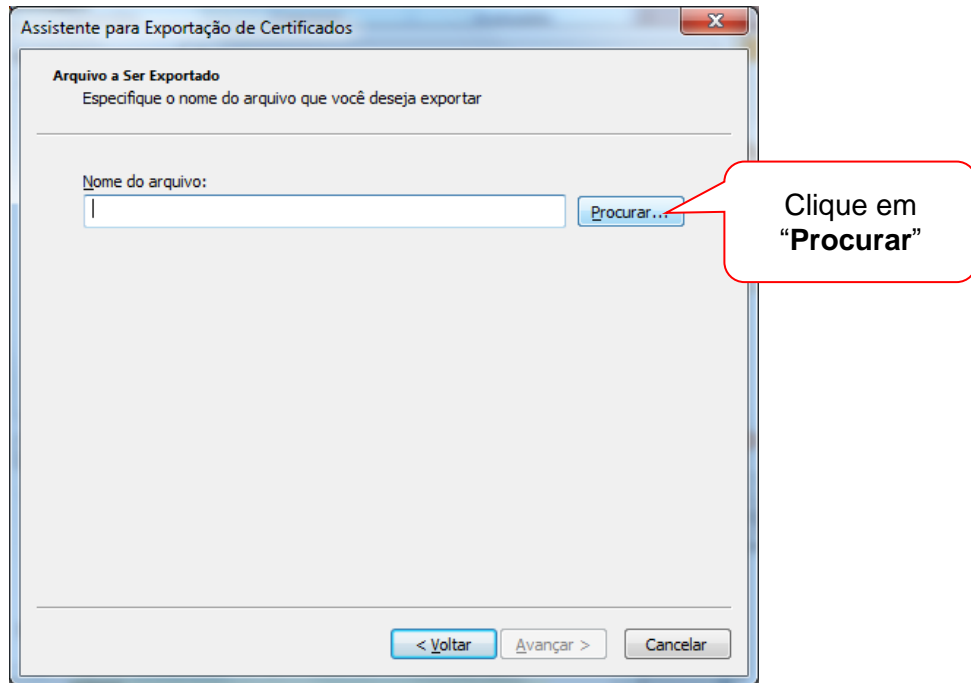 Assistente para Exportação de Certificados
Arquivo a Ser Exportado
Especifique o nome do arquivo que você deseja exportar
Nome do arquivo:
Procurar...
Clique em
“Procurar”
< Voltar
Avançar >
Cancelar